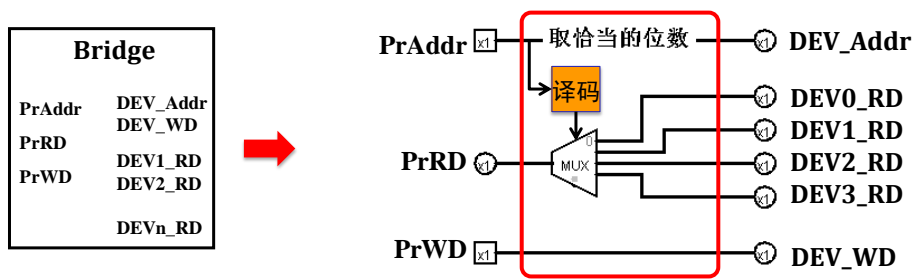 Bridge
PrAddr
PrRD
PrWD
DEV_Addr
DEV_WD
DEV1_RD
DEV2_RD
DEVn_RD
PrAddr x1 取恰当的位数 x1 DEV_Addr
译码
x1 DEV0_RD
0
x1 DEV1_RD
PrRD x1 MUX x1 DEV2_RD
x1 DEV3_RD
PrWD x1 x1 DEV_WD